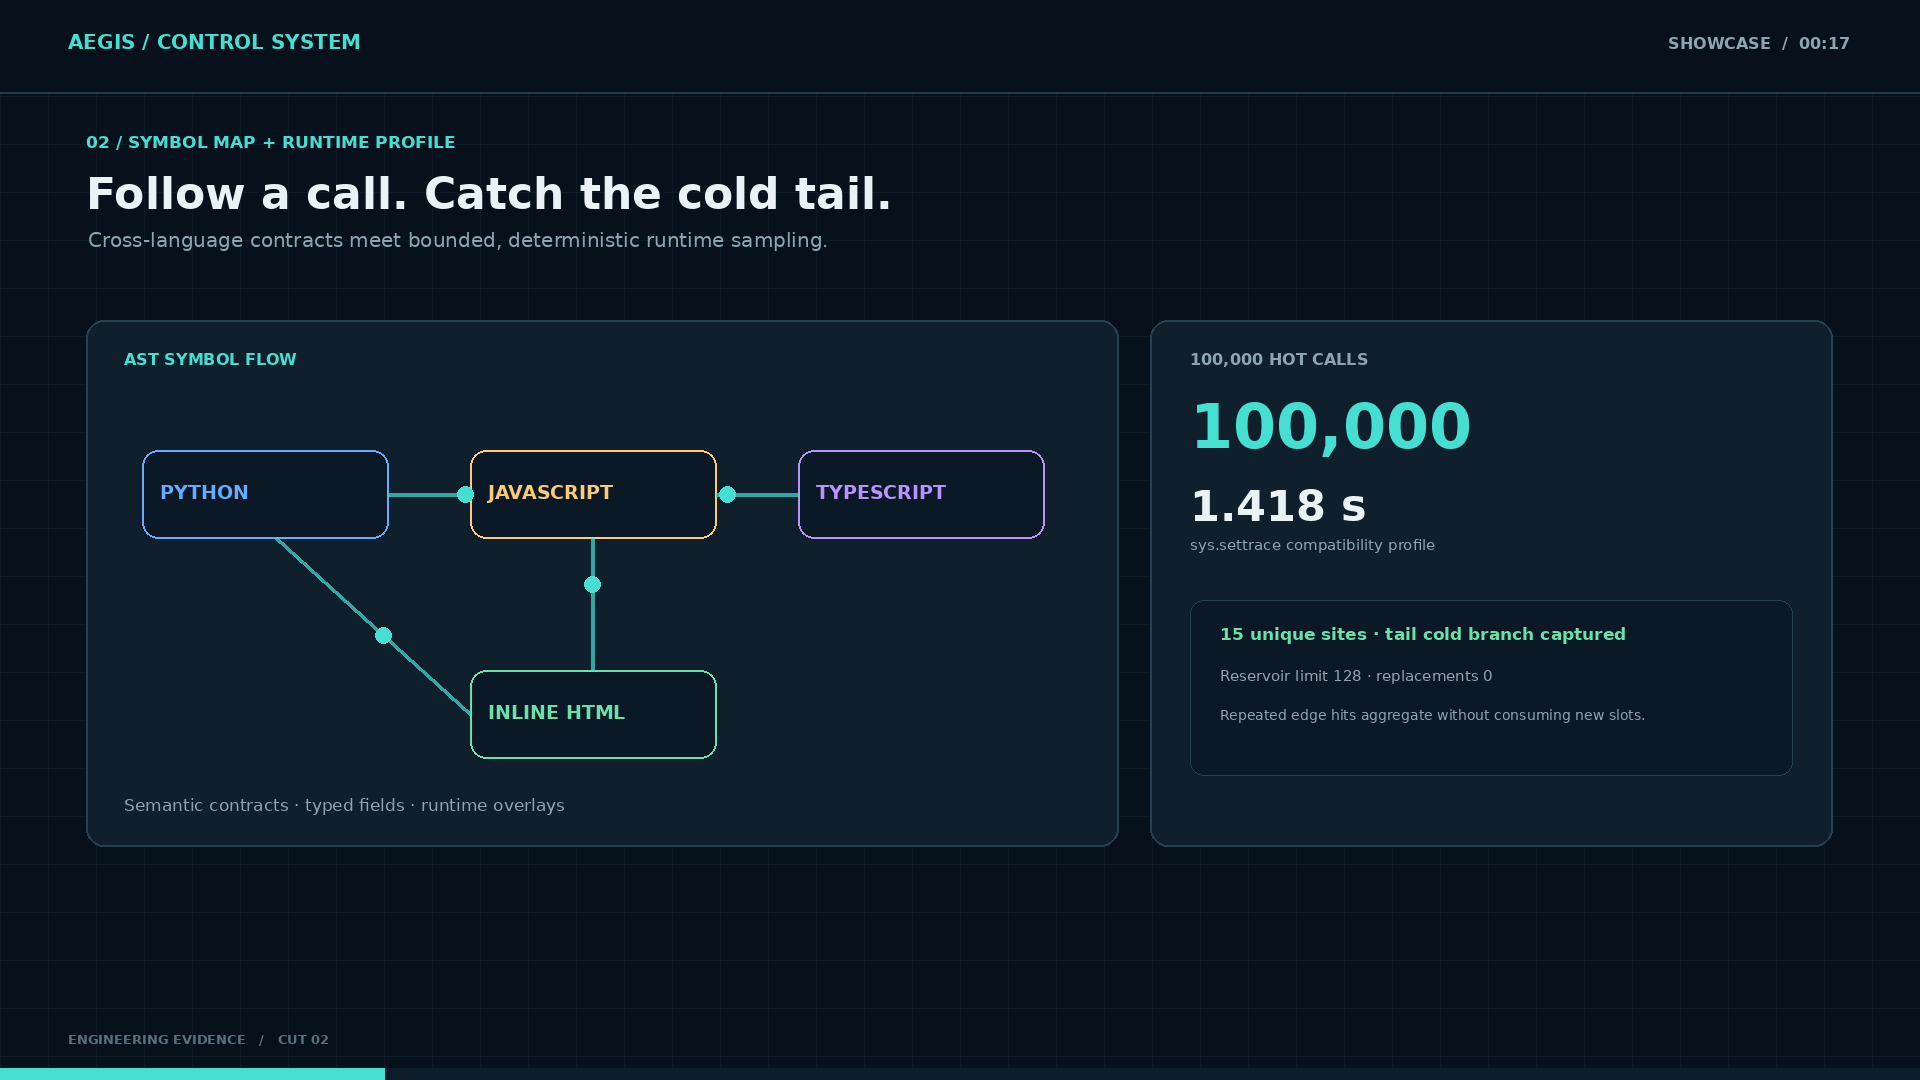 AEGIS / CONTROL SYSTEM
SHOWCASE / 00:17
02 / SYMBOL MAP + RUNTIME PROFILE
Follow a call. Catch the cold tail.
Cross-language contracts meet bounded, deterministic runtime sampling.
AST SYMBOL FLOW
PYTHON
JAVASCRIPT
TYPESCRIPT
INLINE HTML
Semantic contracts · typed fields · runtime overlays
100,000 HOT CALLS
100,000
1.418 s
sys.settrace compatibility profile
15 unique sites · tail cold branch captured
Reservoir limit 128 · replacements 0
Repeated edge hits aggregate without consuming new slots.
ENGINEERING EVIDENCE / CUT 02